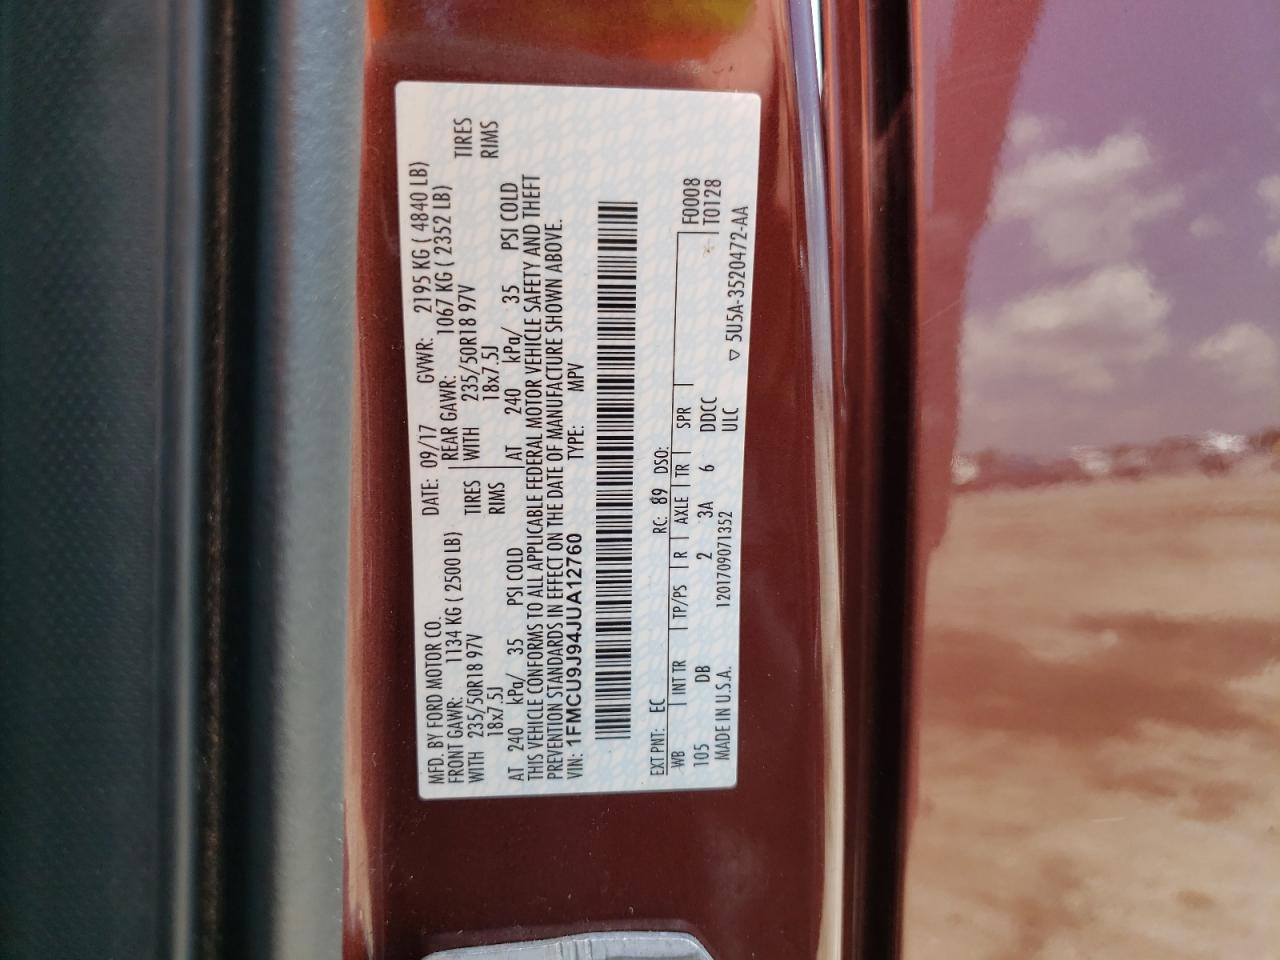 MFD. BY FORD MOTOR CO. DATE: 09/17 GVWR: 2195 KG ( 4840 LB)
FRONT GAWR: 1134 KG ( 2500 LB) REAR GAWR: 1067 KG ( 2352 LB)
WITH 235/50R18 97V TIRES WITH 235/50R18 97V TIRES
18x7.5J RIMS 18x7.5J RIMS
AT 240 kPa/ 35 PSI COLD AT 240 kPa/ 35 PSI COLD
THIS VEHICLE CONFORMS TO ALL APPLICABLE FEDERAL MOTOR VEHICLE SAFETY AND THEFT
PREVENTION STANDARDS IN EFFECT ON THE DATE OF MANUFACTURE SHOWN ABOVE.
VIN: 1FMCU9J94JUA12760 TYPE: MPV
EXT PNT: EC RC: 89 DSO:
WB INT TR TP/PS R AXLE TR SPR F0008
105 DB 2 3A 6 DDCC T0128
MADE IN U.S.A. 1201709071352 ULC ▽ 5U5A-3520472-AA